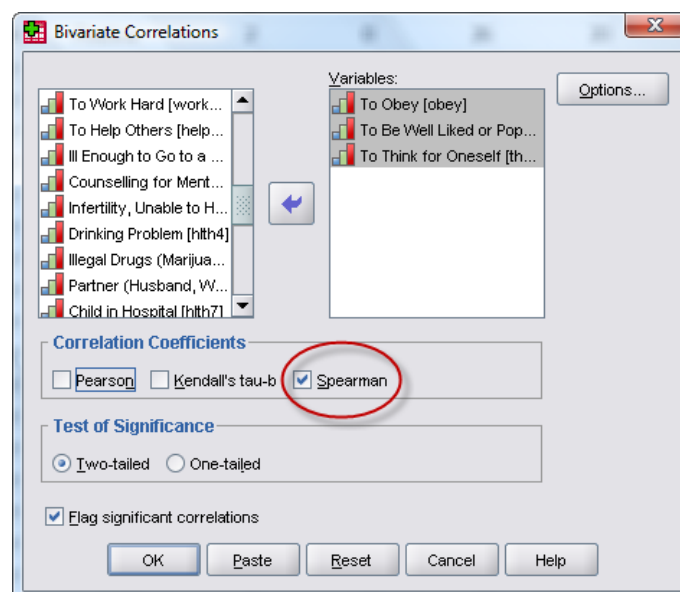 Bivariate Correlations
Variables:
To Work Hard [work...
To Help Others [help...
Ill Enough to Go to a ...
Counselling for Ment...
Infertility, Unable to H...
Drinking Problem [hlth4]
Illegal Drugs (Marijua...
Partner (Husband, W...
Child in Hospital [hlth7]
To Obey [obey]
To Be Well Liked or Pop...
To Think for Oneself [th...
Options...
Correlation Coefficients
Pearson Kendall's tau-b Spearman
Test of Significance
Two-tailed One-tailed
Flag significant correlations
OK Paste Reset Cancel Help